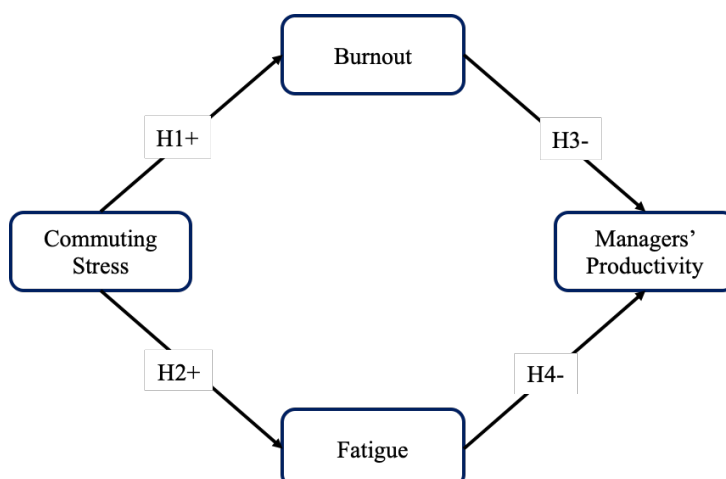 Burnout
H1+
H3-
Commuting
Stress
Managers’
Productivity
H2+
H4-
Fatigue